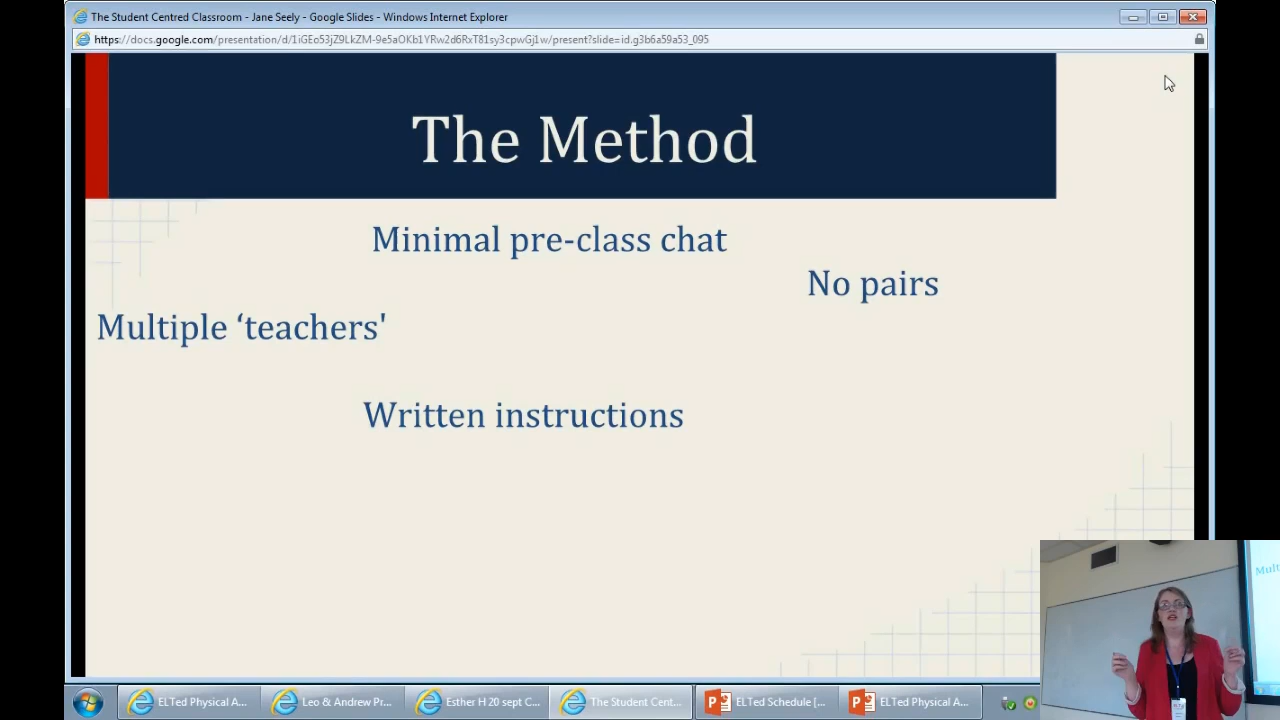 The Student Centred Classroom - Jane Seely - Google Slides - Windows Internet Explorer
https://docs.google.com/presentation/d/1iGEo53jZ9LkZM-9e5aOKb1YRw2d6RxT81sy3cpwGj1w/present?slide=id.g3b6a59a53_095
The Method
Minimal pre-class chat
No pairs
Multiple ‘teachers'
Written instructions
Mult
ELTed Physical A...
Leo & Andrew Pr...
Esther H 20 sept C...
The Student Cent...
ELTed Schedule [...
ELTed Physical A...